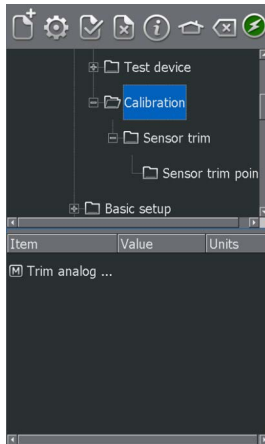 Test device
Calibration
Sensor trim
Sensor trim poin
Basic setup
Item Value Units
M Trim analog ...